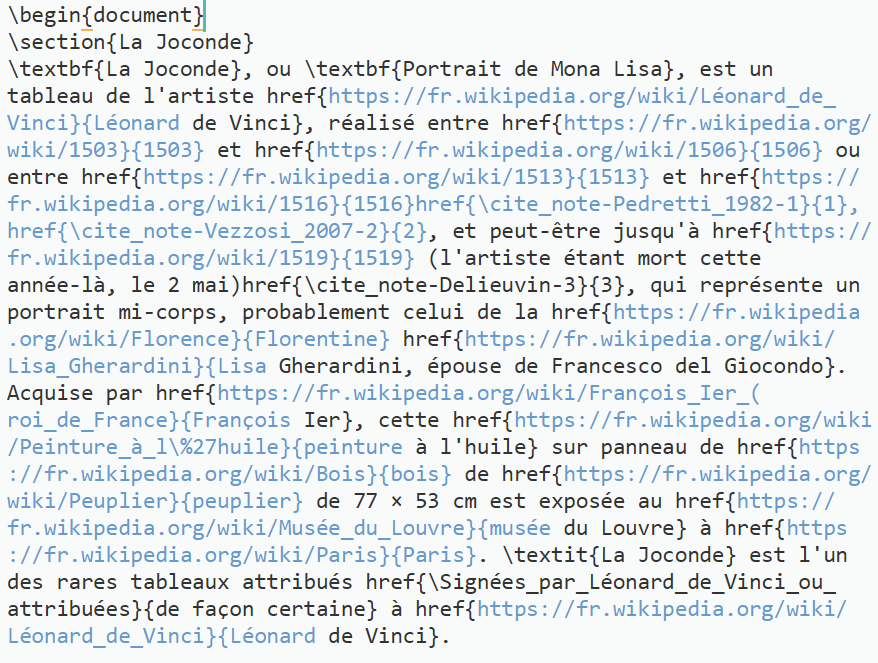 \begin{document}
\section{La Joconde}
\textbf{La Joconde}, ou \textbf{Portrait de Mona Lisa}, est un
tableau de l'artiste href{https://fr.wikipedia.org/wiki/Léonard_de_
Vinci}{Léonard de Vinci}, réalisé entre href{https://fr.wikipedia.org/
wiki/1503}{1503} et href{https://fr.wikipedia.org/wiki/1506}{1506} ou
entre href{https://fr.wikipedia.org/wiki/1513}{1513} et href{https://
fr.wikipedia.org/wiki/1516}{1516}href{\cite_note-Pedretti_1982-1}{1},
href{\cite_note-Vezzosi_2007-2}{2}, et peut-être jusqu'à href{https://
fr.wikipedia.org/wiki/1519}{1519} (l'artiste étant mort cette
année-là, le 2 mai)href{\cite_note-Delieuvin-3}{3}, qui représente un
portrait mi-corps, probablement celui de la href{https://fr.wikipedia
.org/wiki/Florence}{Florentine} href{https://fr.wikipedia.org/wiki/
Lisa_Gherardini}{Lisa Gherardini, épouse de Francesco del Giocondo}.
Acquise par href{https://fr.wikipedia.org/wiki/François_Ier_(
roi_de_France}{François Ier}, cette href{https://fr.wikipedia.org/wiki
/Peinture_à_l\%27huile}{peinture à l'huile} sur panneau de href{https
://fr.wikipedia.org/wiki/Bois}{bois} de href{https://fr.wikipedia.org/
wiki/Peuplier}{peuplier} de 77 × 53 cm est exposée au href{https://
fr.wikipedia.org/wiki/Musée_du_Louvre}{musée du Louvre} à href{https
://fr.wikipedia.org/wiki/Paris}{Paris}. \textit{La Joconde} est l'un
des rares tableaux attribués href{\Signées_par_Léonard_de_Vinci_ou_
attribuées}{de façon certaine} à href{https://fr.wikipedia.org/wiki/
Léonard_de_Vinci}{Léonard de Vinci}.